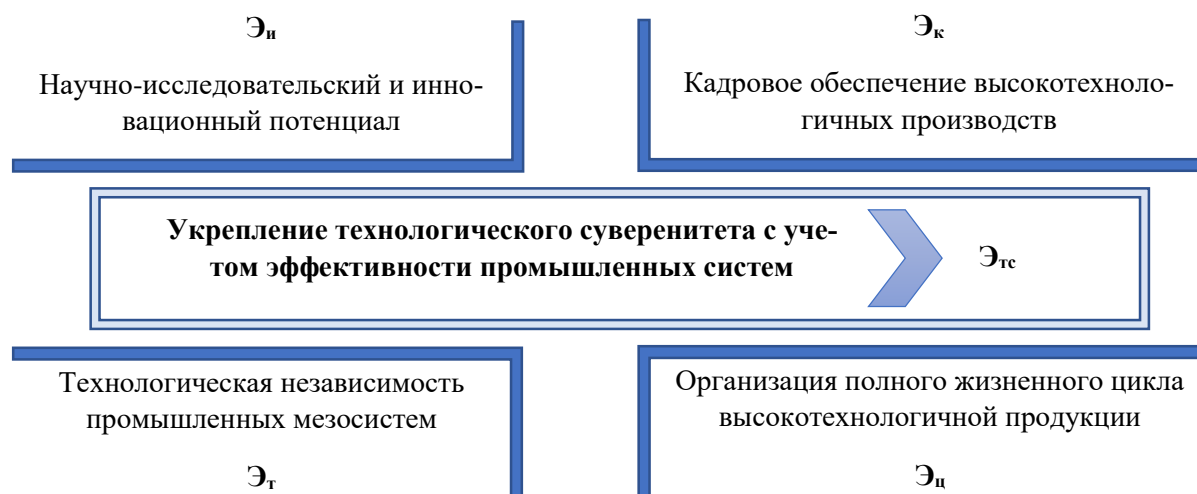 Эи
Научно-исследовательский и инно-
вационный потенциал
Эк
Кадровое обеспечение высокотехноло-
гичных производств
Укрепление технологического суверенитета с уче-
том эффективности промышленных систем
Этс
Технологическая независимость
промышленных мезосистем
Эт
Организация полного жизненного цикла
высокотехнологичной продукции
Эц